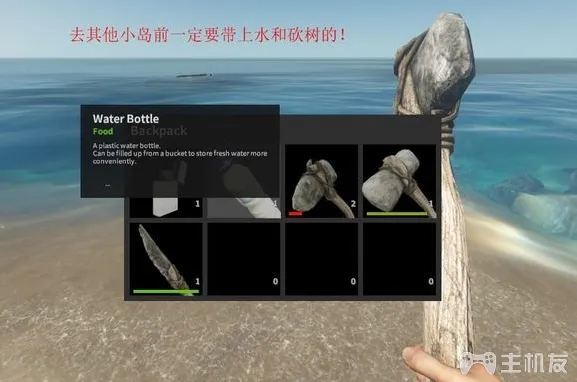 去其他小岛前一定要带上水和砍树的！
Water Bottle
Food
Backpack
A plastic water bottle.
Can be filled up from a bucket to store fresh water more
conveniently.
--
1
1
2
1
1
0
0
0
主机友